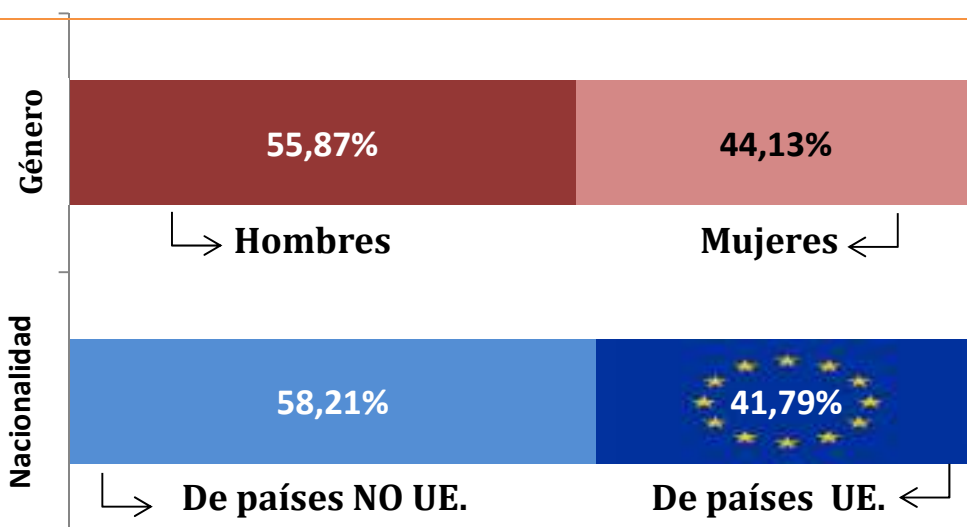 Género
55,87% 44,13%
Hombres Mujeres
Nacionalidad
58,21% 41,79%
De países NO UE. De países UE.